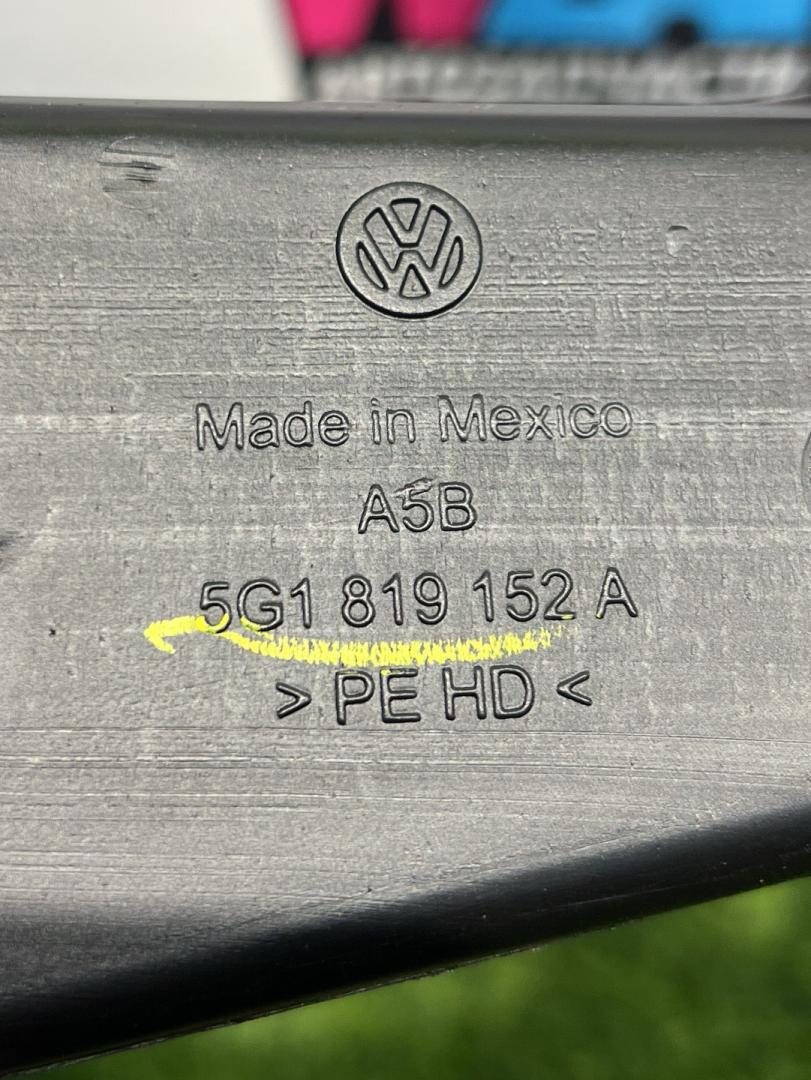 Made in Mexico
A5B
5G1 819 152 A
>PE HD<